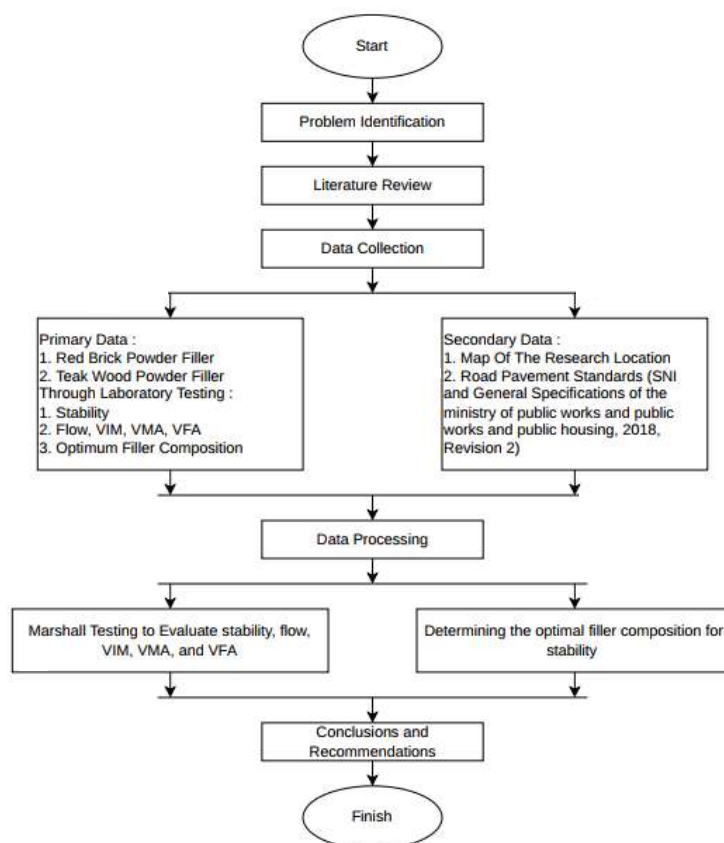 Start
Problem Identification
Literature Review
Data Collection
Primary Data :
1. Red Brick Powder Filler
2. Teak Wood Powder Filler
Through Laboratory Testing :
1. Stability
2. Flow, VIM, VMA, VFA
3. Optimum Filler Composition
Secondary Data :
1. Map Of The Research Location
2. Road Pavement Standards (SNI
and General Specifications of the
ministry of public works and public
works and public housing, 2018,
Revision 2)
Data Processing
Marshall Testing to Evaluate stability, flow,
VIM, VMA, and VFA
Determining the optimal filler composition for
stability
Conclusions and
Recommendations
Finish